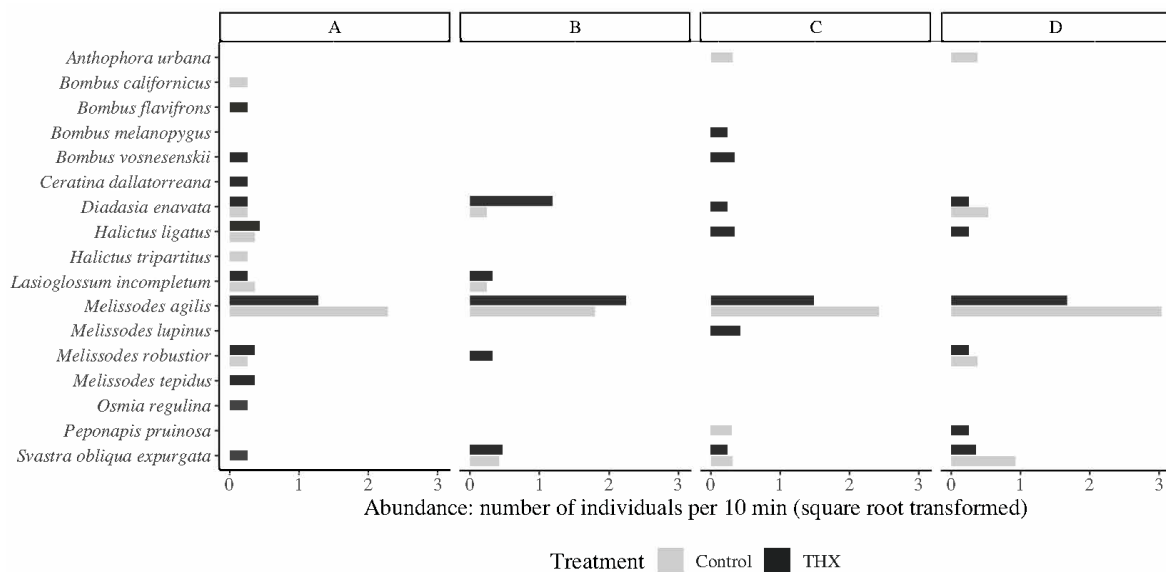 A B C D
Anthophora urbana
Bombus californicus
Bombus flavifrons
Bombus melanopygus
Bombus vosnesenskii
Ceratina dallatorreana
Diadasia enavata
Halictus ligatus
Halictus tripartitus
Lasioglossum incompletum
Melissodes agilis
Melissodes lupinus
Melissodes robustior
Melissodes tepidus
Osmia regulina
Peponapis pruinosa
Svastra obliqua expurgata
0 1 2 3 0 1 2 3 0 1 2 3 0 1 2 3
Abundance: number of individuals per 10 min (square root transformed)
Treatment Control THX